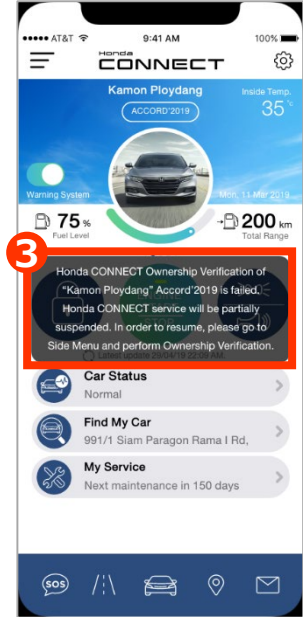 AT&T 9:41 AM 100%
Honda
CONNECT
Kamon Ploydang
ACCORD'2019
Inside Temp.
35°
Warning System
Mon, 11 Mar 2019
75 %
Fuel Level
200 km
Total Range
3
Honda CONNECT Ownership Verification of
“Kamon Ploydang” Accord’2019 is failed.
Honda CONNECT service will be partially
suspended. In order to resume, please go to
Side Menu and perform Ownership Verification.
Latest update 29/04/19 22:09 AM.
Car Status
Normal
Find My Car
991/1 Siam Paragon Rama I Rd,
My Service
Next maintenance in 150 days
SOS